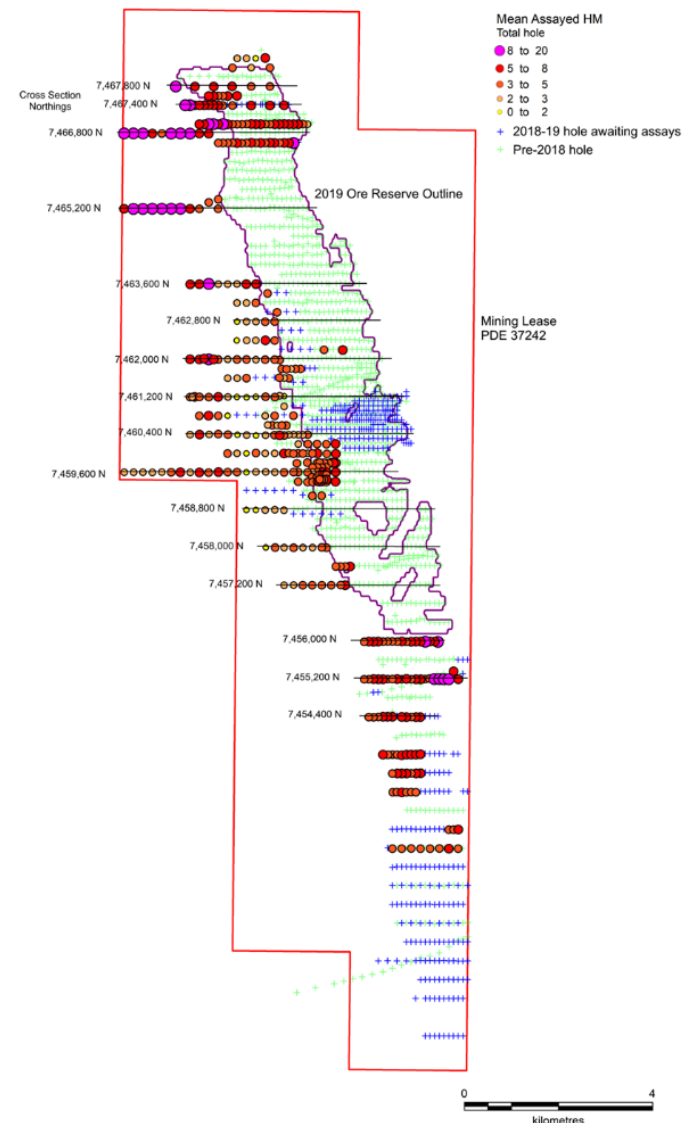 Mean Assayed HM
Total hole
8 to 20
5 to 8
3 to 5
2 to 3
0 to 2
2018-19 hole awaiting assays
Pre-2018 hole
Cross Section
Northings
7,467,800 N
7,467,400 N
7,466,800 N
2019 Ore Reserve Outline
7,465,200 N
7,463,600 N
7,462,800 N
Mining Lease
PDE 37242
7,462,000 N
7,461,200 N
7,460,400 N
7,459,600 N
7,458,800 N
7,458,000 N
7,457,200 N
7,456,000 N
7,455,200 N
7,454,400 N
0 4
kilometres